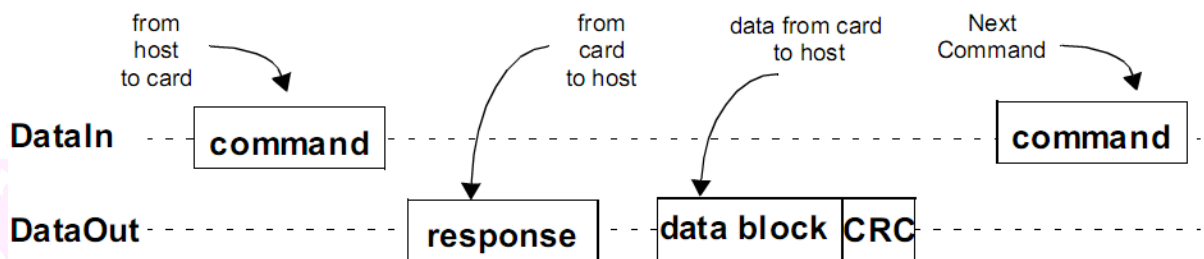 from
host
to card
from
card
to host
data from card
to host
Next
Command
DataIn
command
command
DataOut
response
data block
CRC